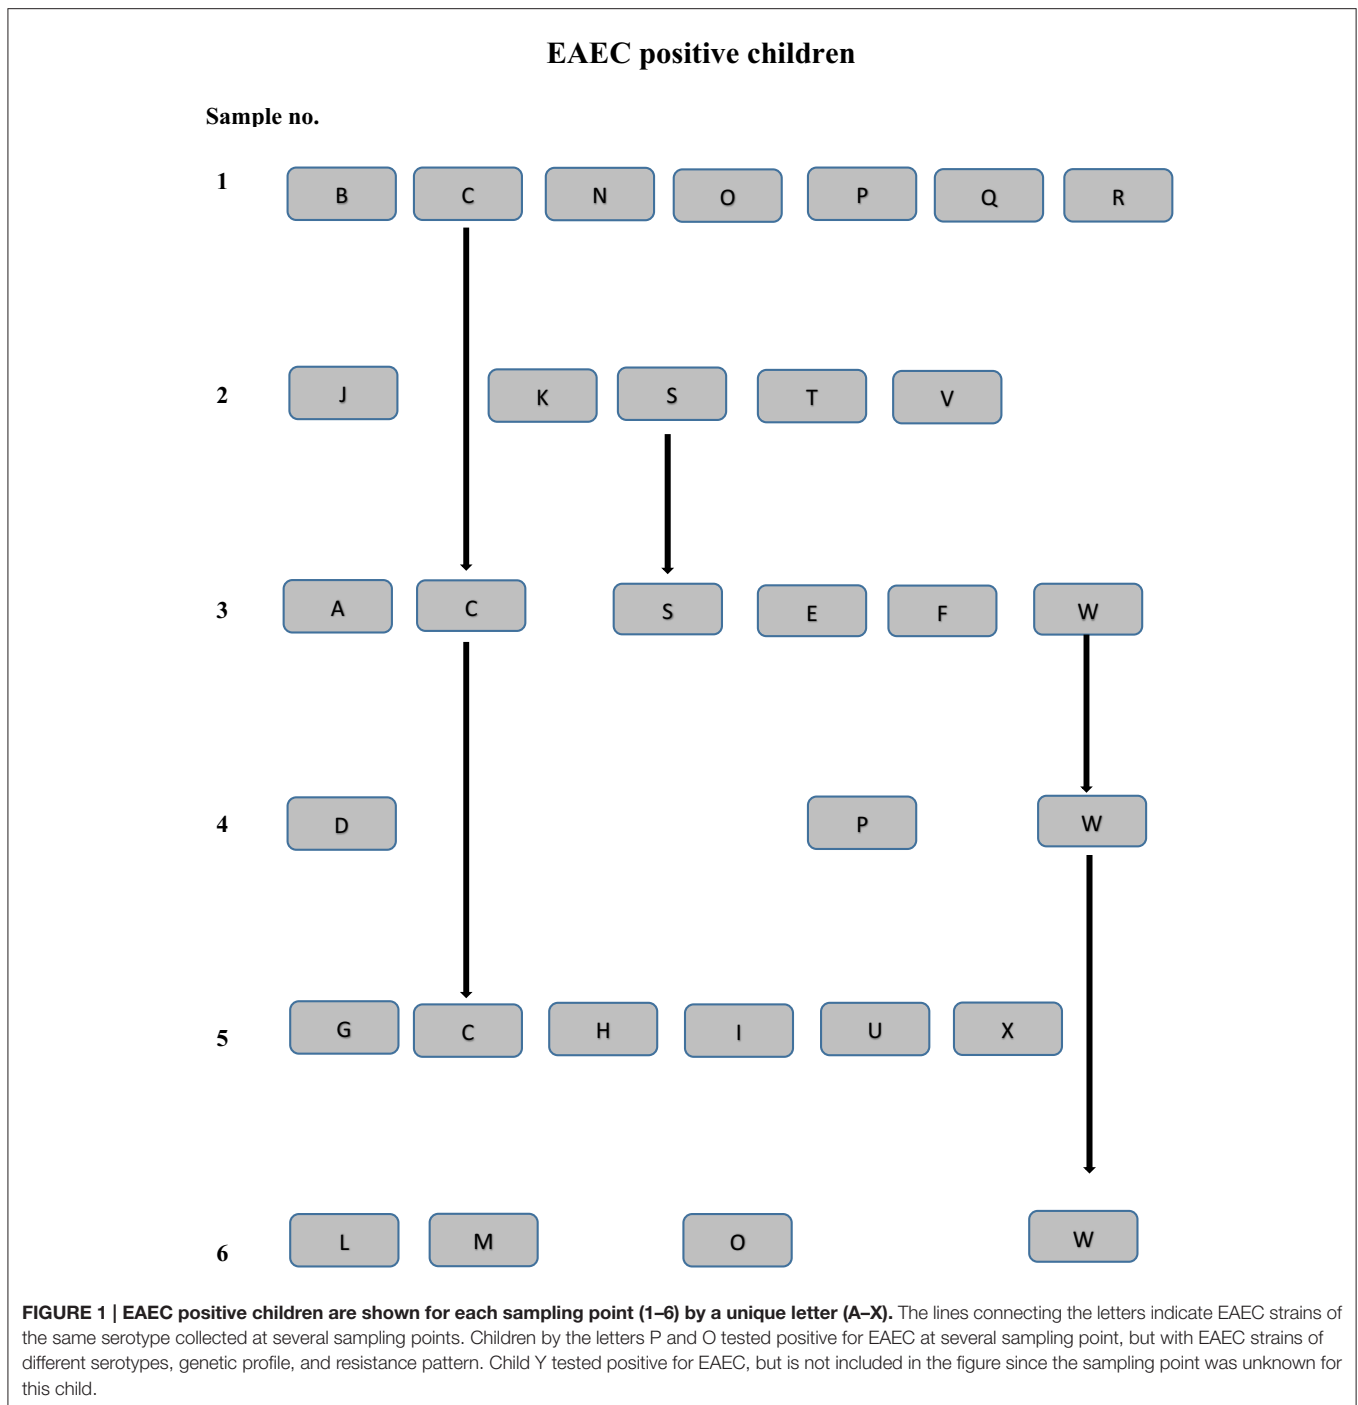 EAEC positive children
Sample no.
1 B C N O P Q R
2 J K S T V
3 A C S E F W
4 D P W
5 G C H I U X
6 L M O W
FIGURE 1 | EAEC positive children are shown for each sampling point (1–6) by a unique letter (A–X). The lines connecting the letters indicate EAEC strains of
the same serotype collected at several sampling points. Children by the letters P and O tested positive for EAEC at several sampling point, but with EAEC strains of
different serotypes, genetic profile, and resistance pattern. Child Y tested positive for EAEC, but is not included in the figure since the sampling point was unknown for
this child.